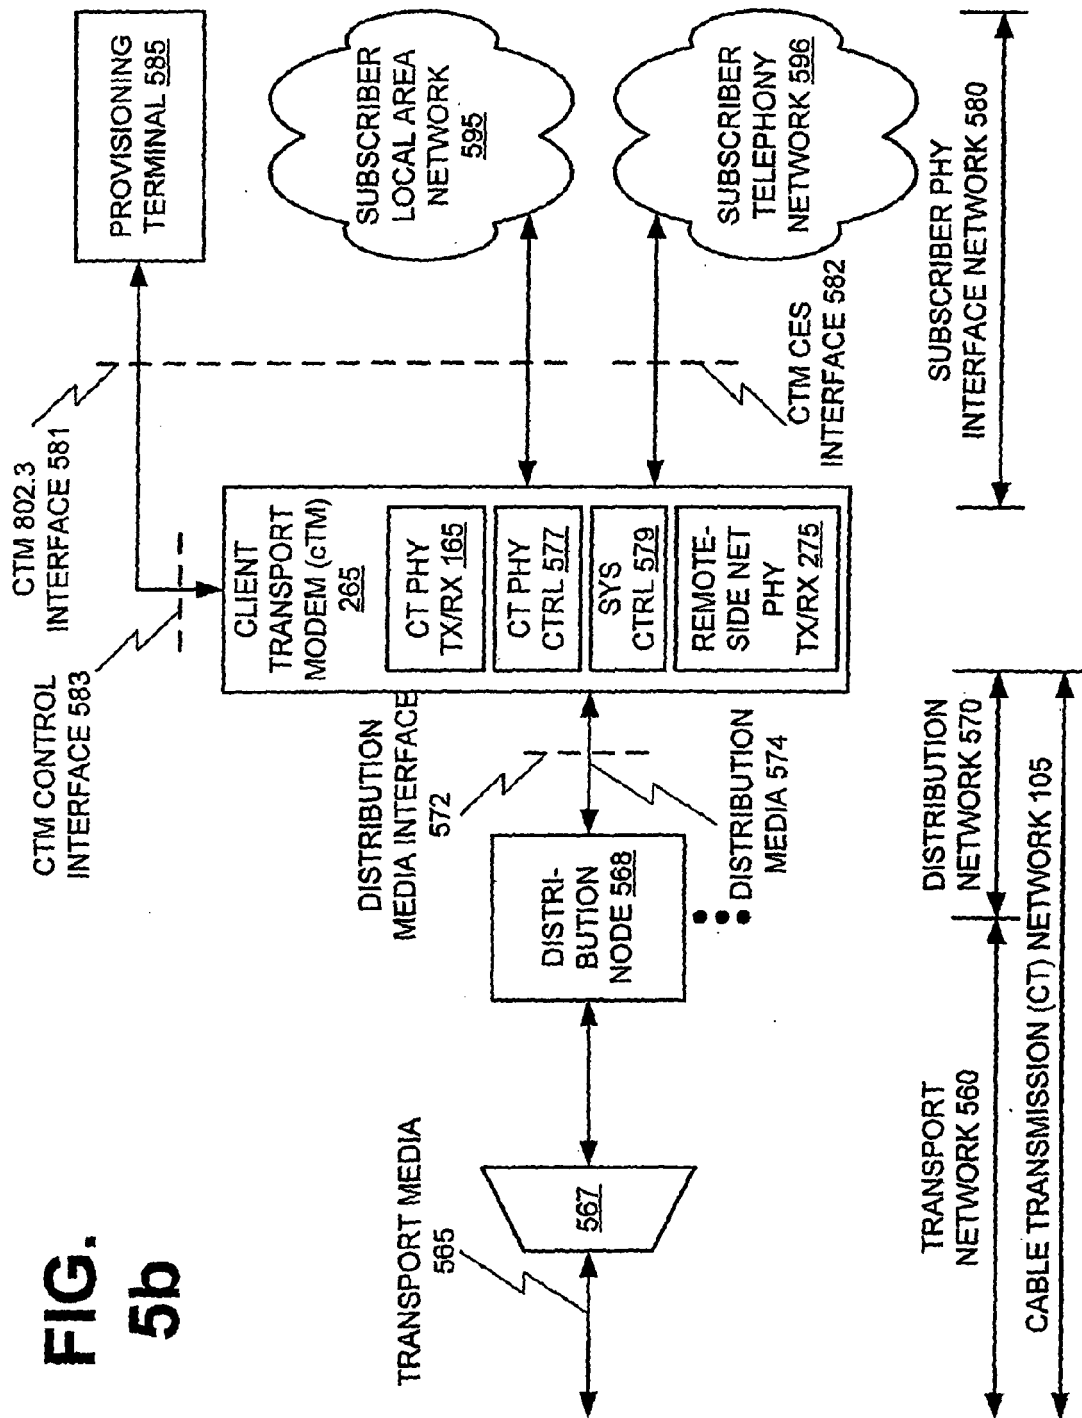 FIG.
5b
TRANSPORT MEDIA
565
567
DISTRI-
BUTION
NODE 568
DISTRIBUTION
MEDIA INTERFACE
572
DISTRIBUTION
MEDIA 574
CTM CONTROL
INTERFACE 583
CTM 802.3
INTERFACE 581
CLIENT
TRANSPORT
MODEM (cTM)
265
CT PHY
TX/RX 165
CT PHY
CTRL 577
SYS
CTRL 579
REMOTE-
SIDE NET
PHY
TX/RX 275
CTM CES
INTERFACE 582
PROVISIONING
TERMINAL 585
SUBSCRIBER
LOCAL AREA
NETWORK
595
SUBSCRIBER
TELEPHONY
NETWORK 596
TRANSPORT
NETWORK 560
DISTRIBUTION
NETWORK 570
SUBSCRIBER PHY
INTERFACE NETWORK 580
CABLE TRANSMISSION (CT) NETWORK 105